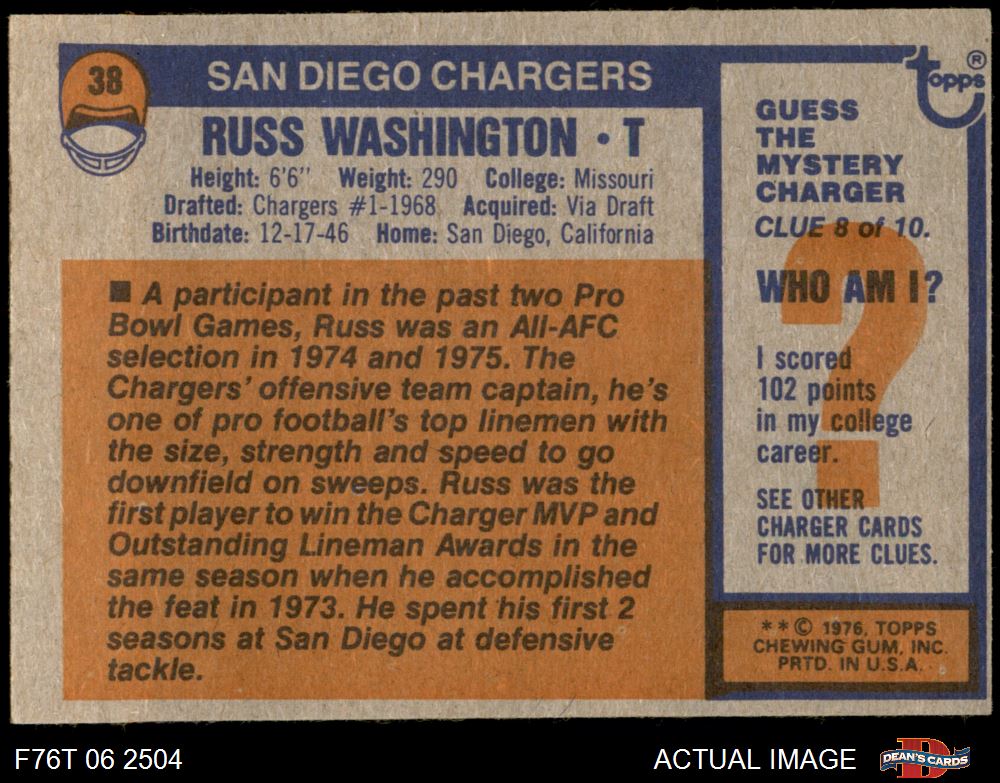 38
SAN DIEGO CHARGERS
RUSS WASHINGTON • T
Height: 6'6" Weight: 290 College: Missouri
Drafted: Chargers #1-1968 Acquired: Via Draft
Birthdate: 12-17-46 Home: San Diego, California
■ A participant in the past two Pro
Bowl Games, Russ was an All-AFC
selection in 1974 and 1975. The
Chargers' offensive team captain, he's
one of pro football's top linemen with
the size, strength and speed to go
downfield on sweeps. Russ was the
first player to win the Charger MVP and
Outstanding Lineman Awards in the
same season when he accomplished
the feat in 1973. He spent his first 2
seasons at San Diego at defensive
tackle.
topps ®
GUESS
THE
MYSTERY
CHARGER
CLUE 8 of 10.
?
WHO AM I?
I scored
102 points
in my college
career.
SEE OTHER
CHARGER CARDS
FOR MORE CLUES.
**© 1976, TOPPS
CHEWING GUM, INC.
PRTD. IN U.S.A.
F76T 06 2504
ACTUAL IMAGE
D
DEAN'S CARDS